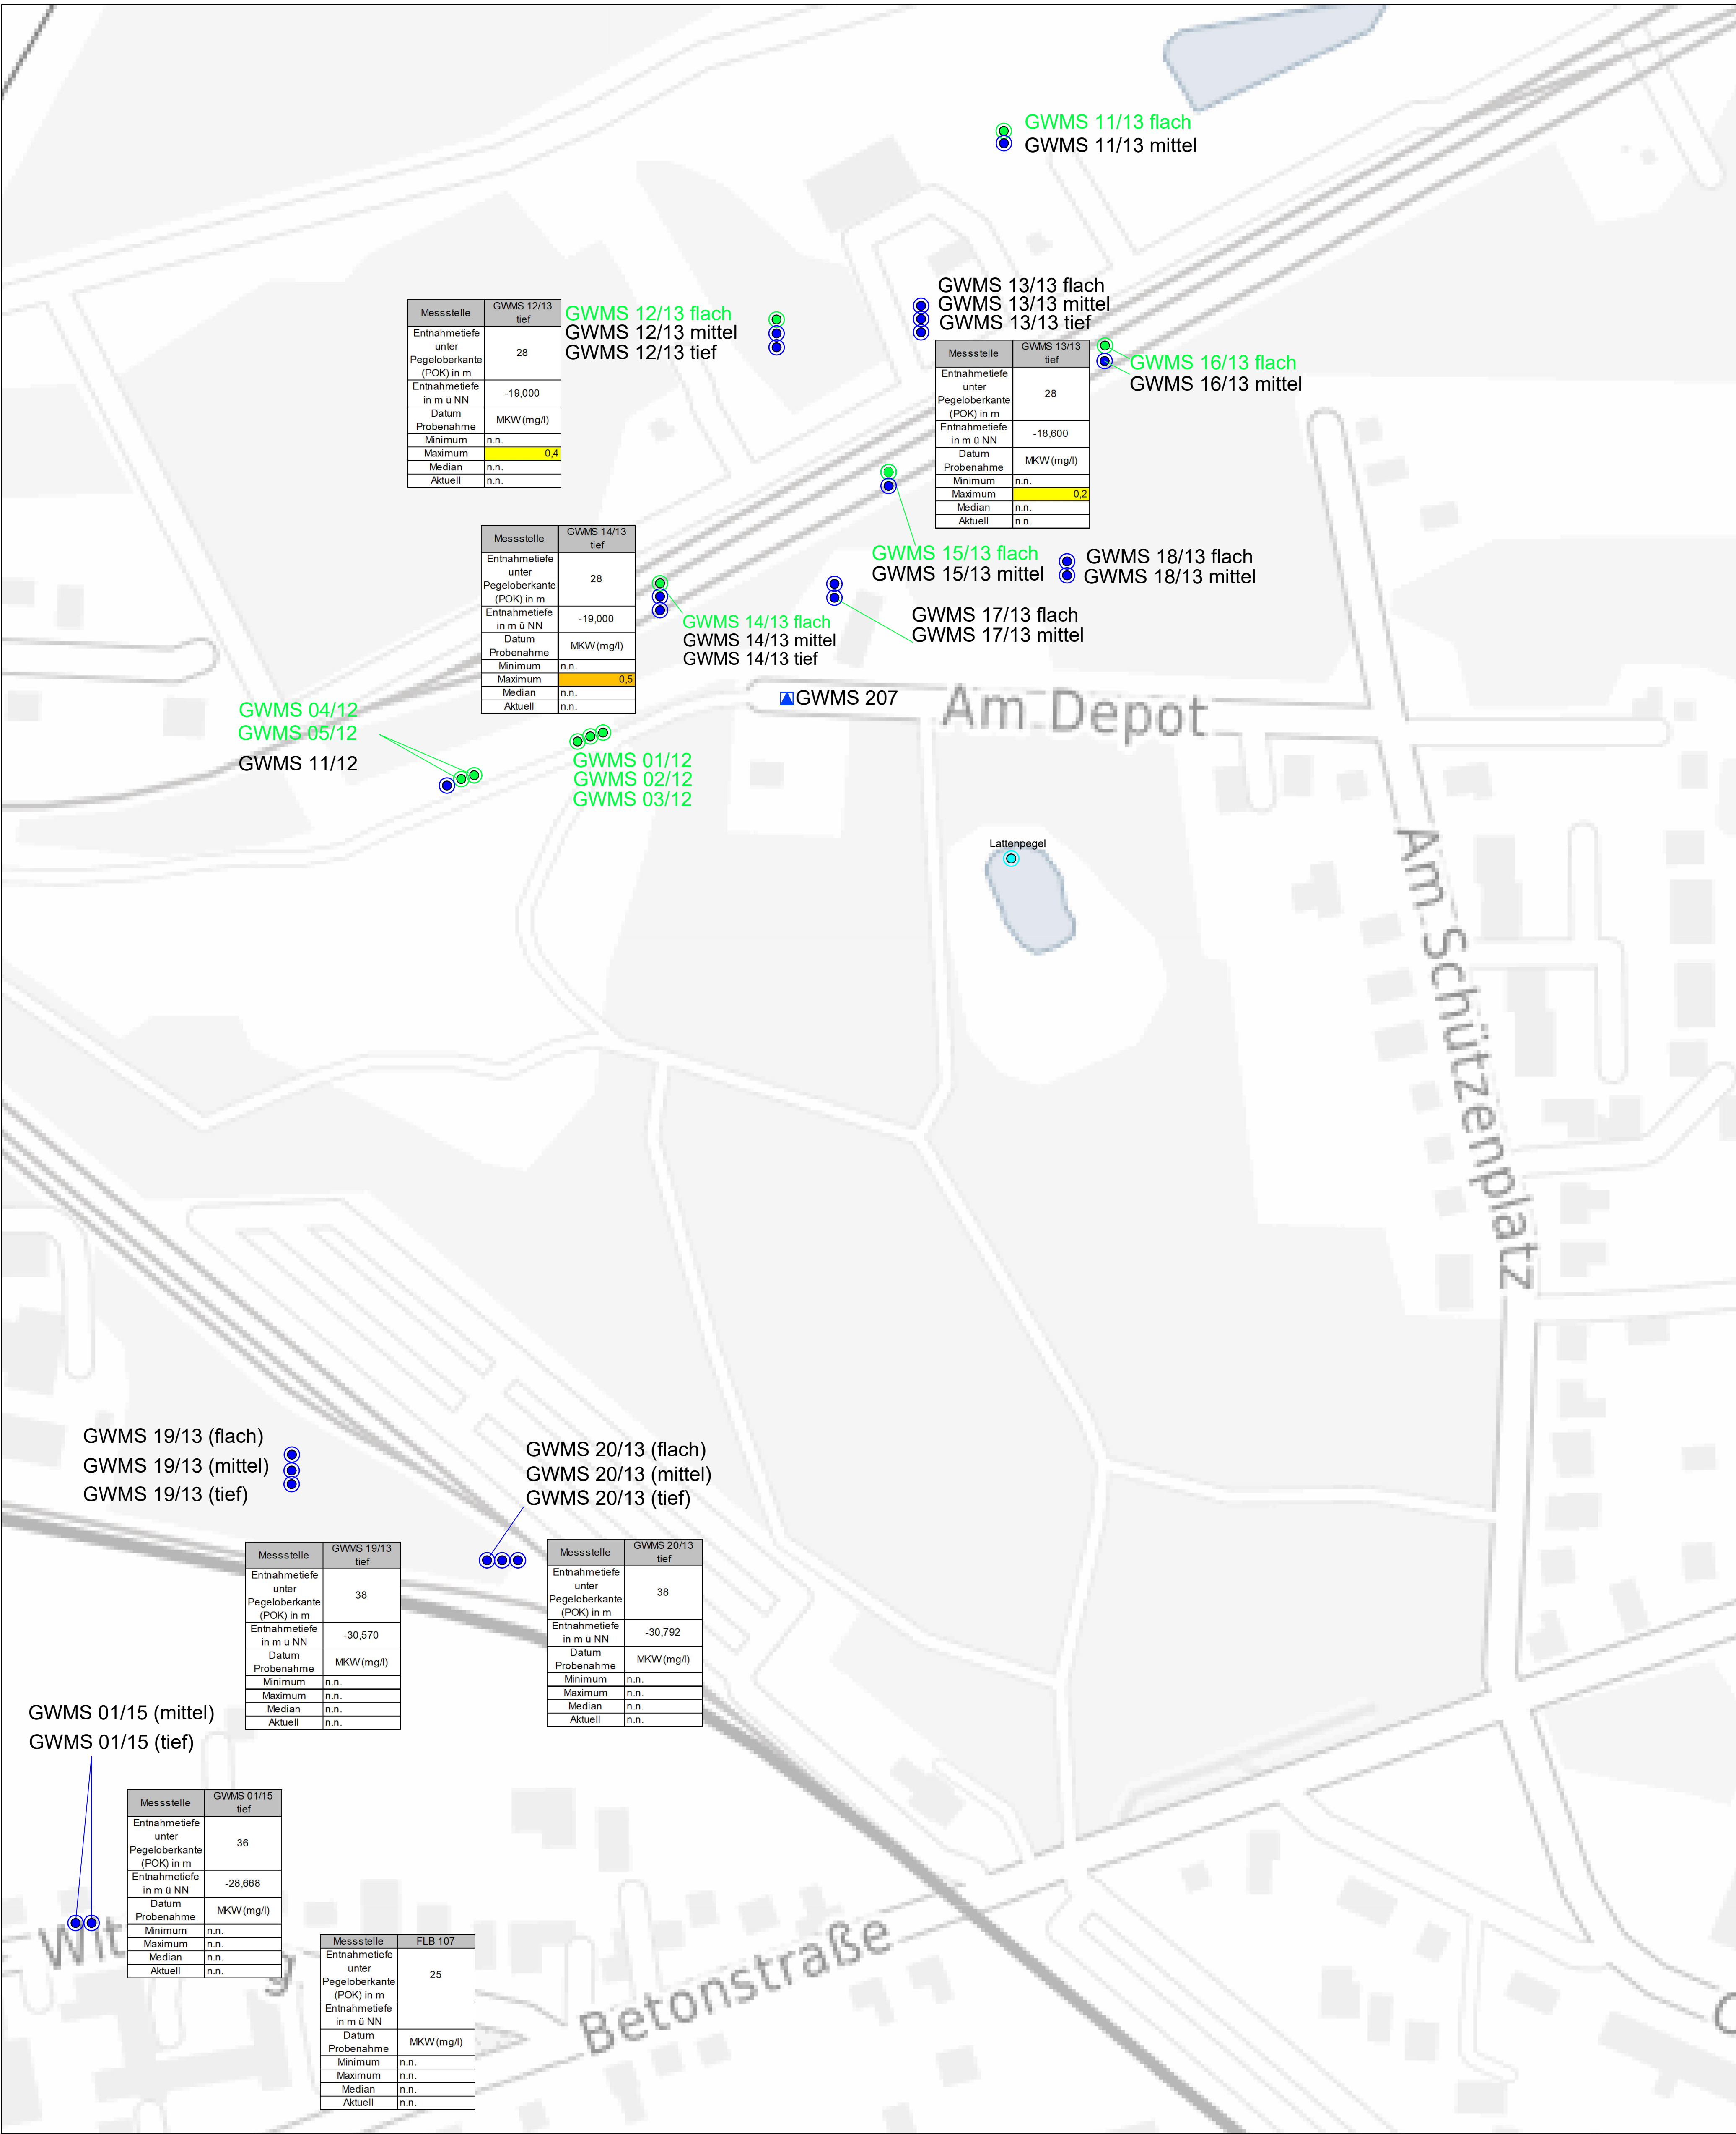 GWMS 11/13 flach
GWMS 11/13 mittel
GWMS 13/13 flach
GWMS 13/13 mittel
GWMS 13/13 tief
GWMS 12/13 flach
GWMS 12/13 mittel
GWMS 12/13 tief
Messstelle GWMS 12/13
tief
Entnahmetiefe
unter
Pegeloberkante
(POK) in m 28
Entnahmetiefe
in m ü NN -19,000
Datum
Probenahme MKW(mg/l)
Minimum n.n.
Maximum 0,4
Median n.n.
Aktuell n.n.
Messstelle GWMS 13/13
tief
Entnahmetiefe
unter
Pegeloberkante
(POK) in m 28
Entnahmetiefe
in m ü NN -18,600
Datum
Probenahme MKW(mg/l)
Minimum n.n.
Maximum 0,2
Median n.n.
Aktuell n.n.
GWMS 16/13 flach
GWMS 16/13 mittel
Messstelle GWMS 14/13
tief
Entnahmetiefe
unter
Pegeloberkante
(POK) in m 28
Entnahmetiefe
in m ü NN -19,000
Datum
Probenahme MKW(mg/l)
Minimum n.n.
Maximum 0,5
Median n.n.
Aktuell n.n.
GWMS 15/13 flach
GWMS 15/13 mittel
GWMS 18/13 flach
GWMS 18/13 mittel
GWMS 14/13 flach
GWMS 14/13 mittel
GWMS 14/13 tief
GWMS 17/13 flach
GWMS 17/13 mittel
GWMS 207
Am Depot
GWMS 04/12
GWMS 05/12
GWMS 11/12
GWMS 01/12
GWMS 02/12
GWMS 03/12
Lattenpegel
Am Schützenplatz
GWMS 19/13 (flach)
GWMS 19/13 (mittel)
GWMS 19/13 (tief)
GWMS 20/13 (flach)
GWMS 20/13 (mittel)
GWMS 20/13 (tief)
Messstelle GWMS 19/13
tief
Entnahmetiefe
unter
Pegeloberkante
(POK) in m 38
Entnahmetiefe
in m ü NN -30,570
Datum
Probenahme MKW(mg/l)
Minimum n.n.
Maximum n.n.
Median n.n.
Aktuell n.n.
Messstelle GWMS 20/13
tief
Entnahmetiefe
unter
Pegeloberkante
(POK) in m 38
Entnahmetiefe
in m ü NN -30,792
Datum
Probenahme MKW(mg/l)
Minimum n.n.
Maximum n.n.
Median n.n.
Aktuell n.n.
GWMS 01/15 (mittel)
GWMS 01/15 (tief)
Messstelle GWMS 01/15
tief
Entnahmetiefe
unter
Pegeloberkante
(POK) in m 36
Entnahmetiefe
in m ü NN -28,668
Datum
Probenahme MKW(mg/l)
Minimum n.n.
Maximum n.n.
Median n.n.
Aktuell n.n.
Messstelle FLB 107
Entnahmetiefe
unter
Pegeloberkante
(POK) in m 25
Entnahmetiefe
in m ü NN
Datum
Probenahme MKW(mg/l)
Minimum n.n.
Maximum n.n.
Median n.n.
Aktuell n.n.
Betonstraße